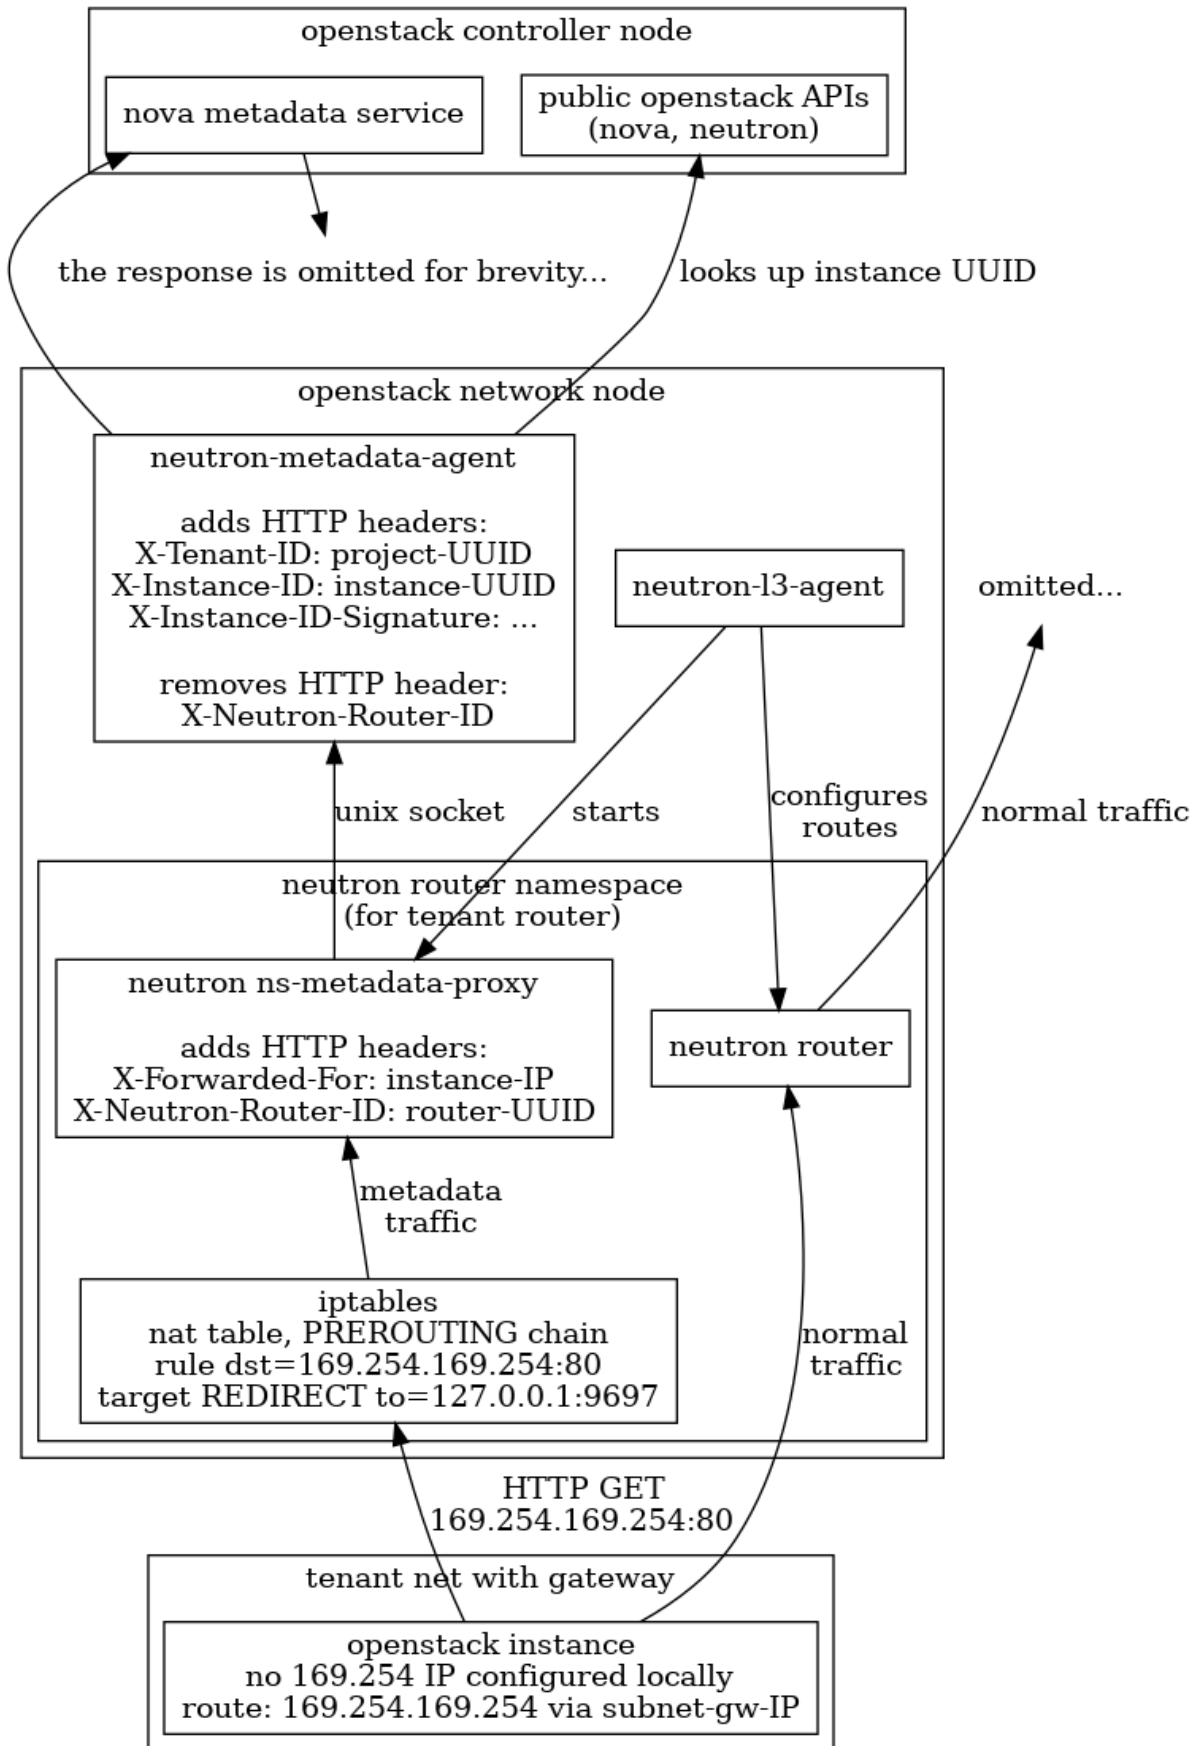 openstack controller node
nova metadata service
public openstack APIs
(nova, neutron)
the response is omitted for brevity...
looks up instance UUID
openstack network node
neutron-metadata-agent
adds HTTP headers:
X-Tenant-ID: project-UUID
X-Instance-ID: instance-UUID
X-Instance-ID-Signature: ...
removes HTTP header:
X-Neutron-Router-ID
neutron-l3-agent
omitted...
unix socket
starts
configures
routes
normal traffic
neutron router namespace
(for tenant router)
neutron ns-metadata-proxy
adds HTTP headers:
X-Forwarded-For: instance-IP
X-Neutron-Router-ID: router-UUID
neutron router
metadata
traffic
iptables
nat table, PREROUTING chain
rule dst=169.254.169.254:80
target REDIRECT to=127.0.0.1:9697
normal
traffic
HTTP GET
169.254.169.254:80
tenant net with gateway
openstack instance
no 169.254 IP configured locally
route: 169.254.169.254 via subnet-gw-IP